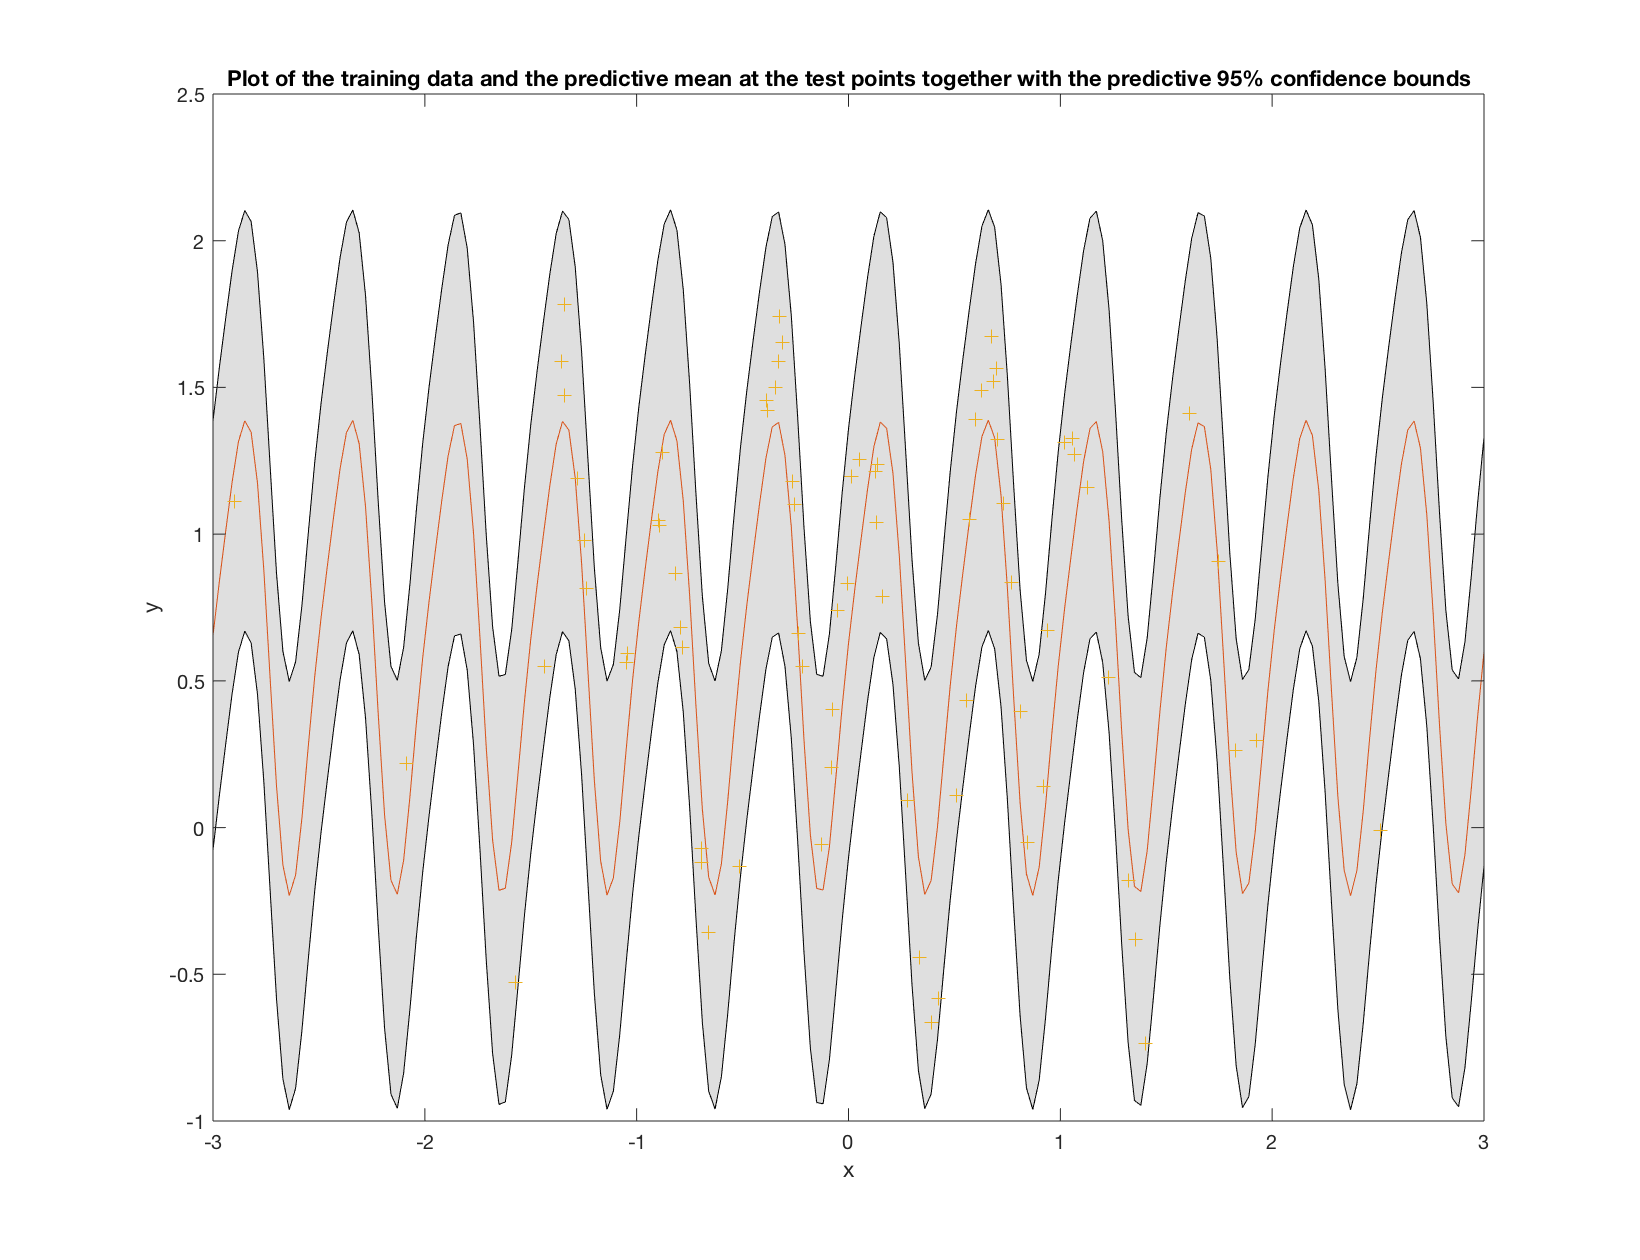 Plot of the training data and the predictive mean at the test points together with the predictive 95% confidence bounds
2.5
2
1.5
1
0.5
0
-0.5
-1
y
-3 -2 -1 0 1 2 3
x